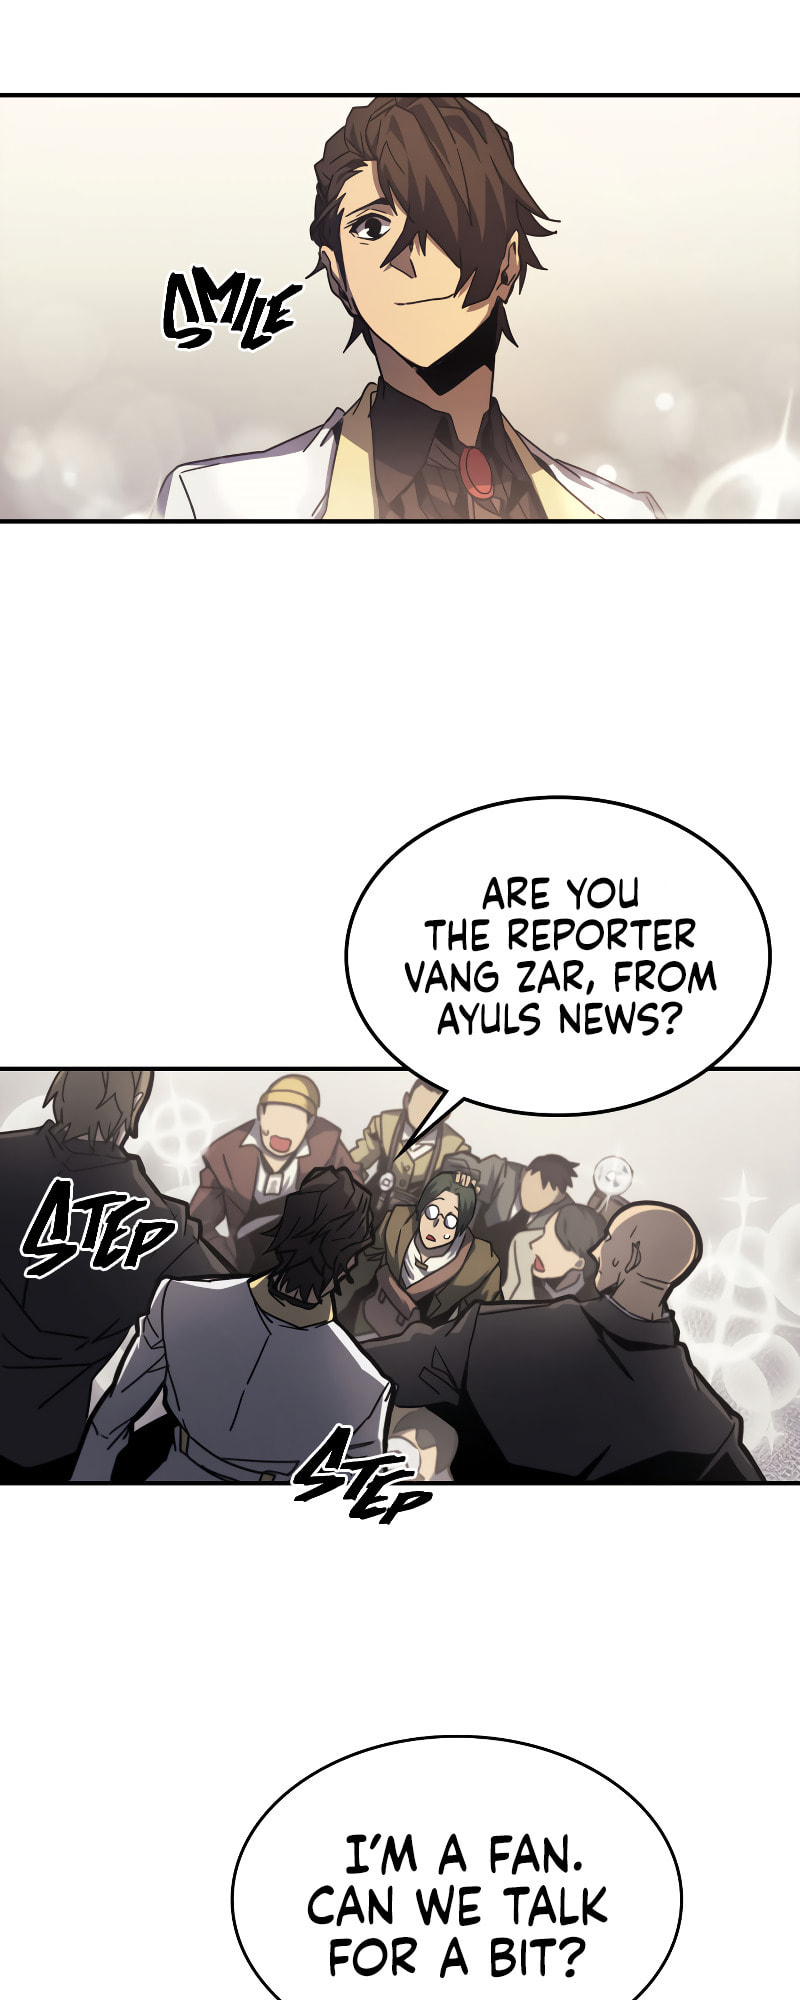 SMILE
ARE YOU
THE REPORTER
VANG ZAR, FROM
AYULS NEWS?
STEP
STEP
I'M A FAN.
CAN WE TALK
FOR A BIT?